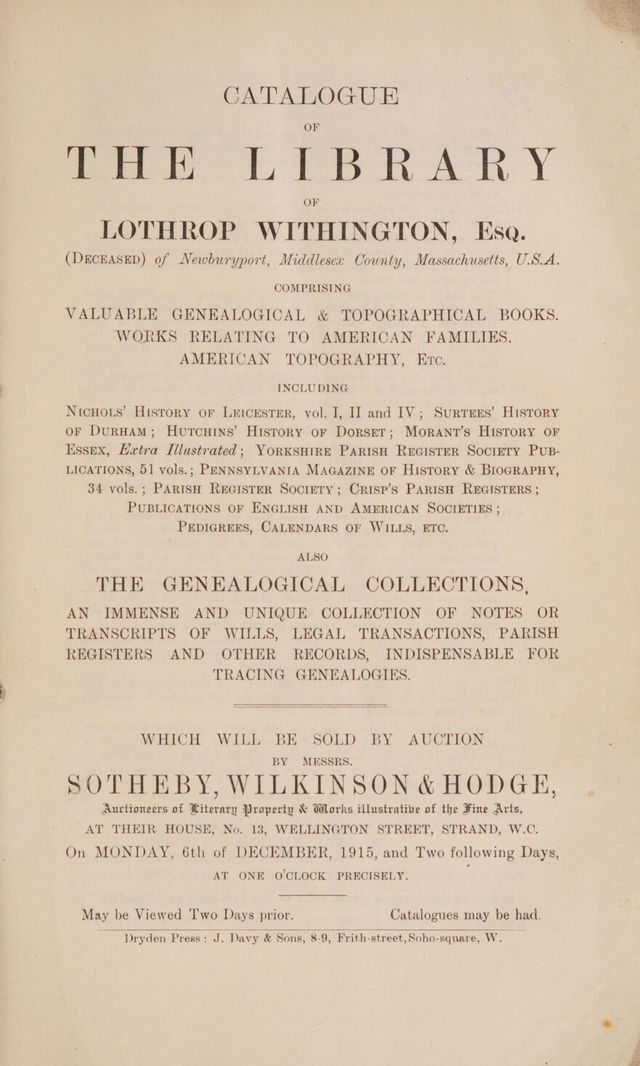 CATALOGUE
OF
THE LIBRARY
OF
LOTHROP WITHINGTON, Esq.
(Deceased) of Newburyport, Middlesex County, Massachusetts, U.S.A.
COMPRISING
VALUABLE GENEALOGICAL & TOPOGRAPHICAL BOOKS.
WORKS RELATING TO AMERICAN FAMILIES.
AMERICAN TOPOGRAPHY, Etc.
INCLUDING
Nichols' History of Leicester, vol. I, II and IV; Surtees' History
of Durham; Hutchins' History of Dorset; Morant's History of
Essex, Extra Illustrated; Yorkshire Parish Register Society Pub-
lications, 51 vols.; Pennsylvania Magazine of History & Biography,
34 vols.; Parish Register Society; Crisp's Parish Registers;
Publications of English and American Societies;
Pedigrees, Calendars of Wills, etc.
ALSO
THE GENEALOGICAL COLLECTIONS,
AN IMMENSE AND UNIQUE COLLECTION OF NOTES OR
TRANSCRIPTS OF WILLS, LEGAL TRANSACTIONS, PARISH
REGISTERS AND OTHER RECORDS, INDISPENSABLE FOR
TRACING GENEALOGIES.
WHICH WILL BE SOLD BY AUCTION
BY MESSRS.
SOTHEBY, WILKINSON & HODGE,
Auctioneers of Literary Property & Works illustrative of the Fine Arts,
AT THEIR HOUSE, No. 13, WELLINGTON STREET, STRAND, W.C.
On MONDAY, 6th of DECEMBER, 1915, and Two following Days,
AT ONE O'CLOCK PRECISELY.
May be Viewed Two Days prior. Catalogues may be had.
Dryden Press: J. Davy & Sons, 8-9, Frith-street, Soho-square, W.